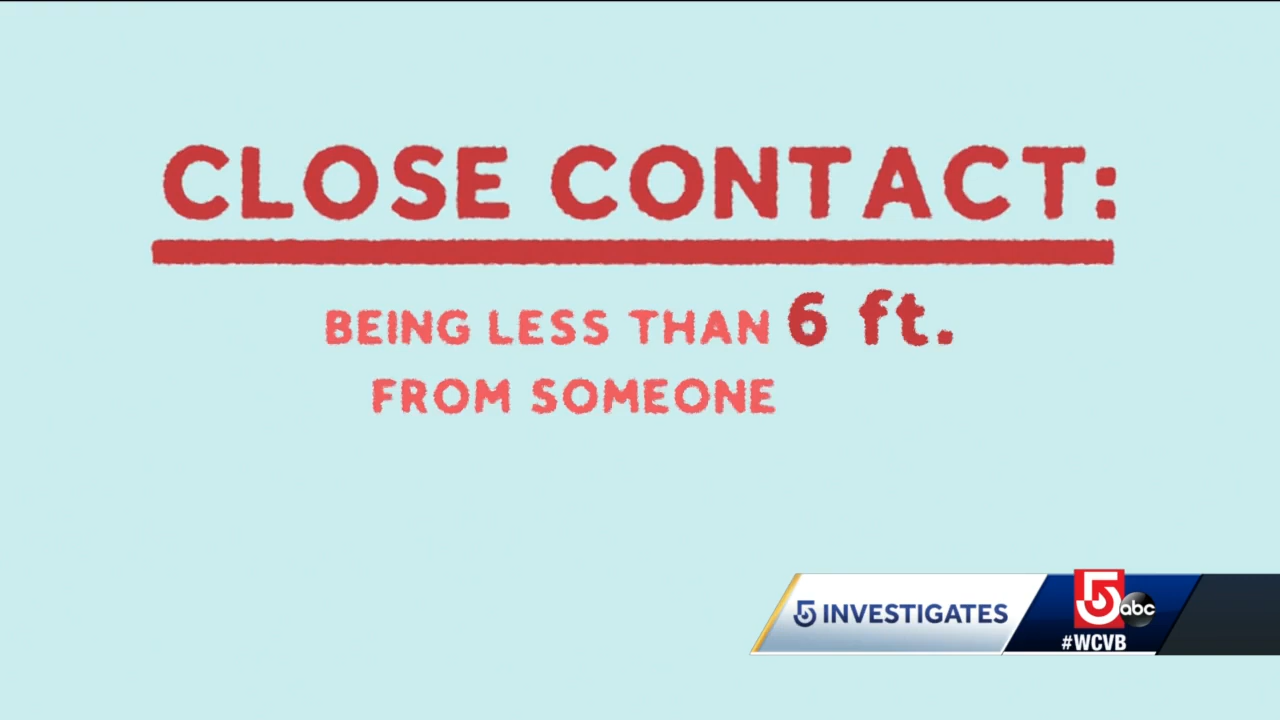 CLOSE CONTACT:
BEING LESS THAN 6 ft.
FROM SOMEONE
5 INVESTIGATES
5 abc
#WCVB